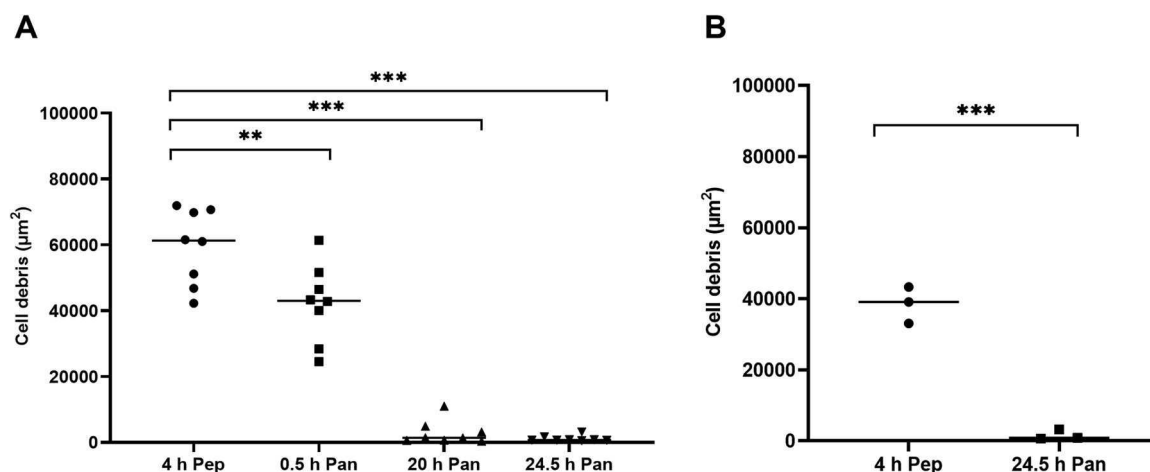 A
***
***
**
100000
80000
60000
40000
20000
0
Cell debris (µm²)
4 h Pep 0.5 h Pan 20 h Pan 24.5 h Pan
B
***
100000
80000
60000
40000
20000
0
Cell debris (µm²)
4 h Pep 24.5 h Pan